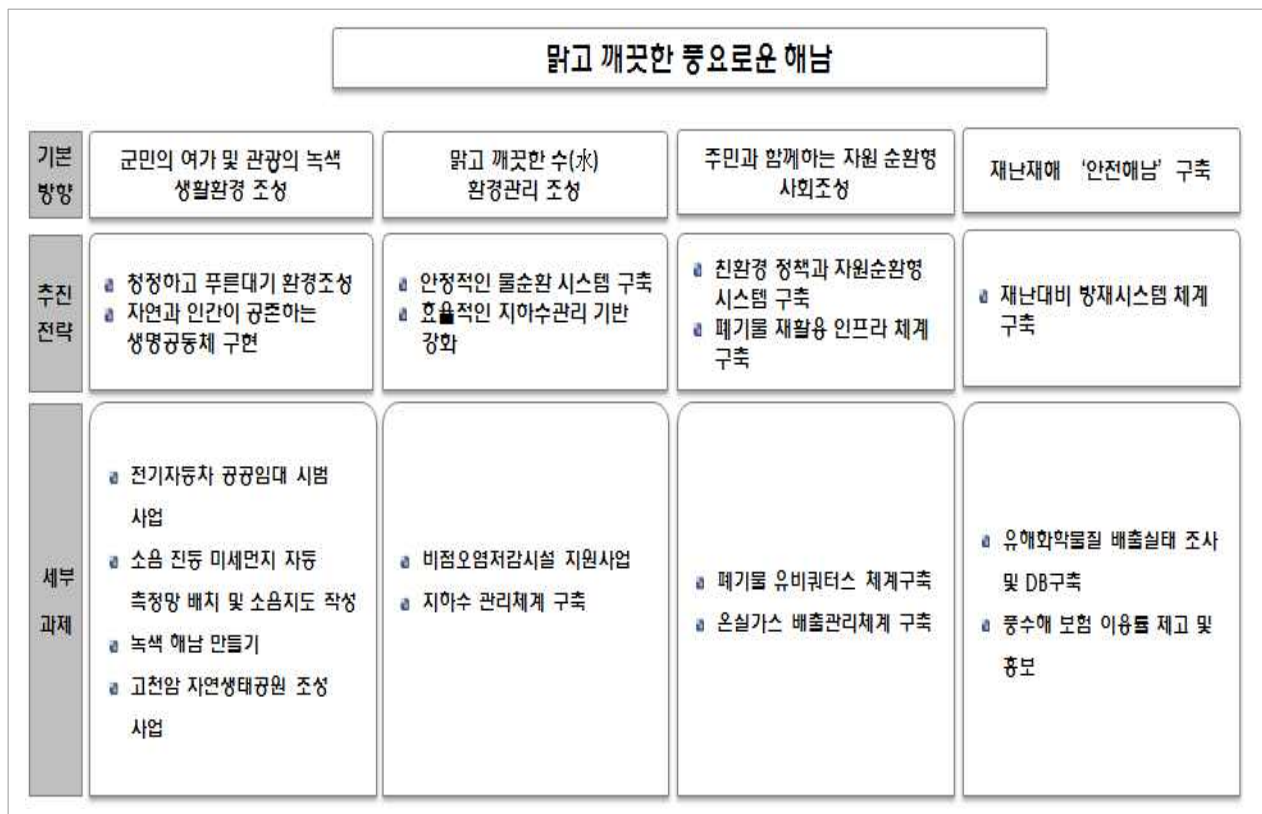 맑고 깨끗한 풍요로운 해남
기본
방향
군민의 여가 및 관광의 녹색
생활환경 조성
맑고 깨끗한 수(水)
환경관리 조성
주민과 함께하는 자원 순환형
사회조성
재난재해 ‘안전해남’ 구축
추진
전략
청정하고 푸른대기 환경조성
자연과 인간이 공존하는
생명공동체 구현
안정적인 물순환 시스템 구축
효율적인 지하수관리 기반
강화
친환경 정책과 자원순환형
시스템 구축
폐기물 재활용 인프라 체계
구축
재난대비 방재시스템 체계
구축
세부
과제
전기자동차 공공임대 시범
사업
소음 진동 미세먼지 자동
측정망 배치 및 소음지도 작성
녹색 해남 만들기
고천암 자연생태공원 조성
사업
비점오염저감시설 지원사업
지하수 관리체계 구축
폐기물 유비쿼터스 체계구축
온실가스 배출관리체계 구축
유해화학물질 배출실태 조사
및 DB구축
풍수해 보험 이용률 제고 및
홍보